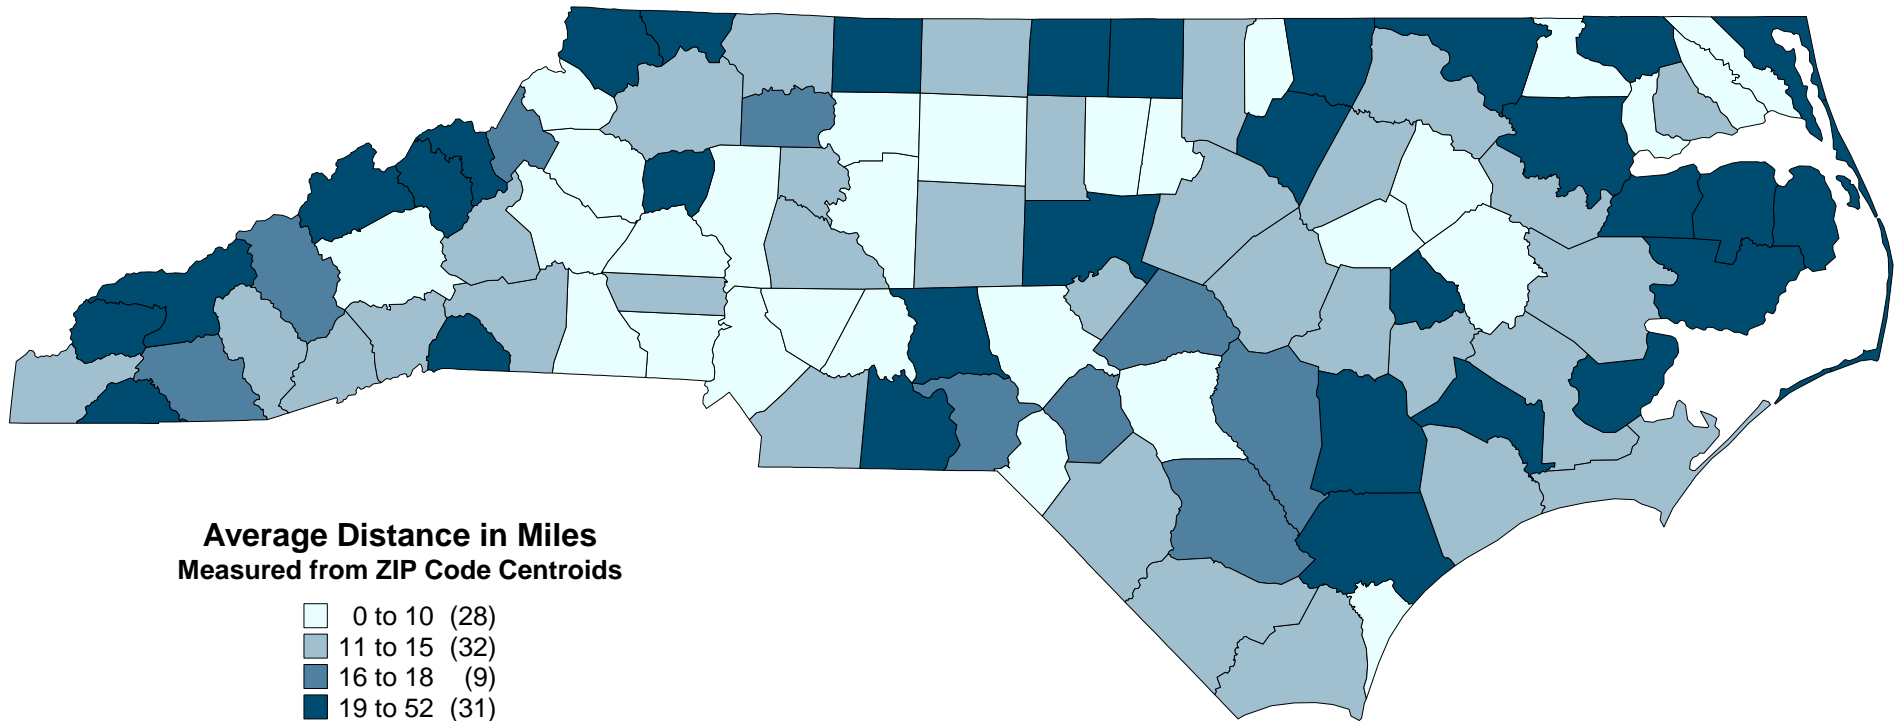 Average Distance in Miles
Measured from ZIP Code Centroids
0 to 10 (28)
11 to 15 (32)
16 to 18 (9)
19 to 52 (31)